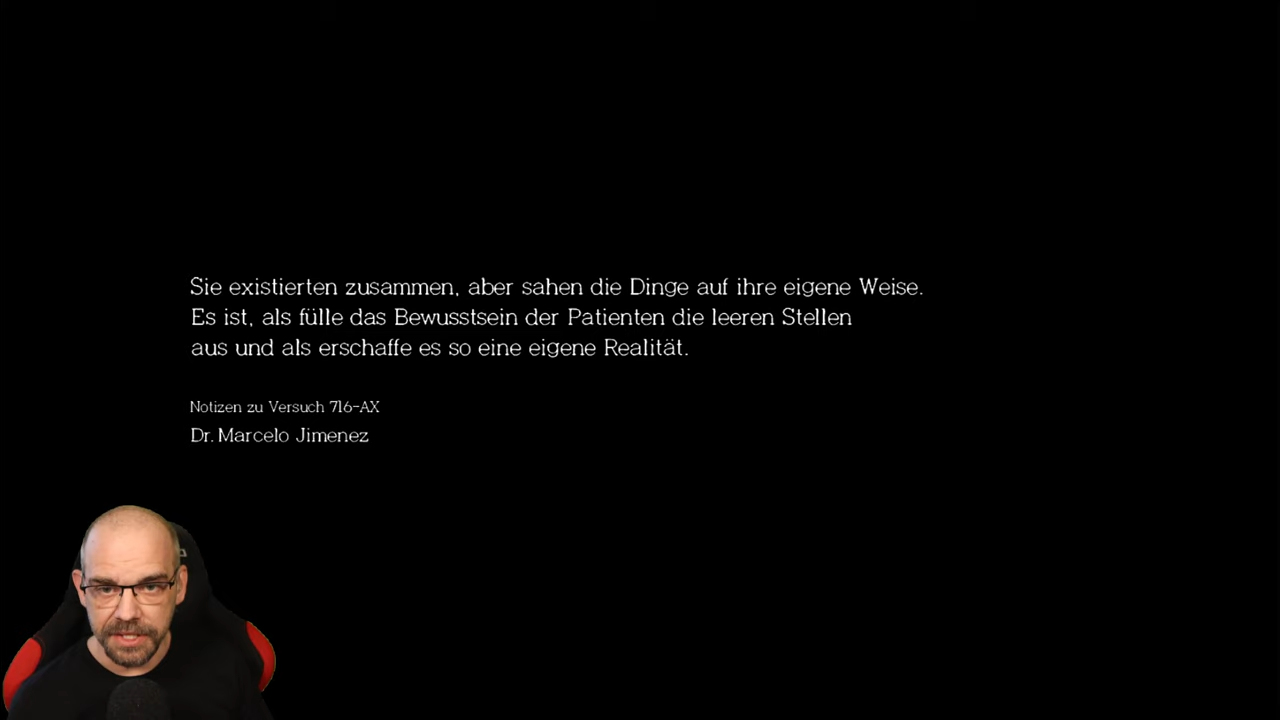 Sie existierten zusammen, aber sahen die Dinge auf ihre eigene Weise.
Es ist, als fülle das Bewusstsein der Patienten die leeren Stellen
aus und als erschaffe es so eine eigene Realität.
Notizen zu Versuch 716-AX
Dr. Marcelo Jimenez